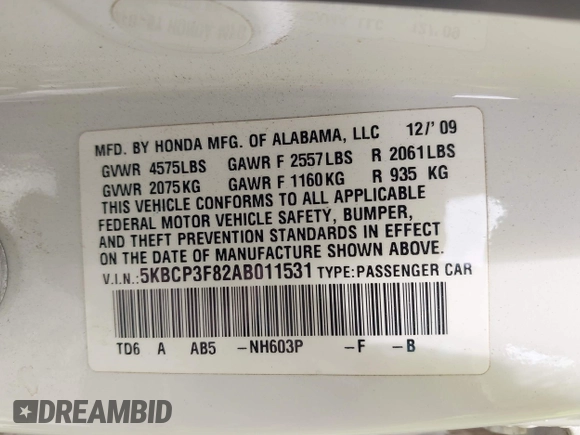 MFD. BY HONDA MFG. OF ALABAMA, LLC 12/'09
GVWR 4575LBS GAWR F 2557LBS R 2061LBS
GVWR 2075KG GAWR F 1160KG R 935 KG
THIS VEHICLE CONFORMS TO ALL APPLICABLE
FEDERAL MOTOR VEHICLE SAFETY, BUMPER,
AND THEFT PREVENTION STANDARDS IN EFFECT
ON THE DATE OF MANUFACTURE SHOWN ABOVE.
V.I.N.:5KBCP3F82AB011531 TYPE:PASSENGER CAR
TD6 A AB5 -NH603P -F -B
DREAMBID